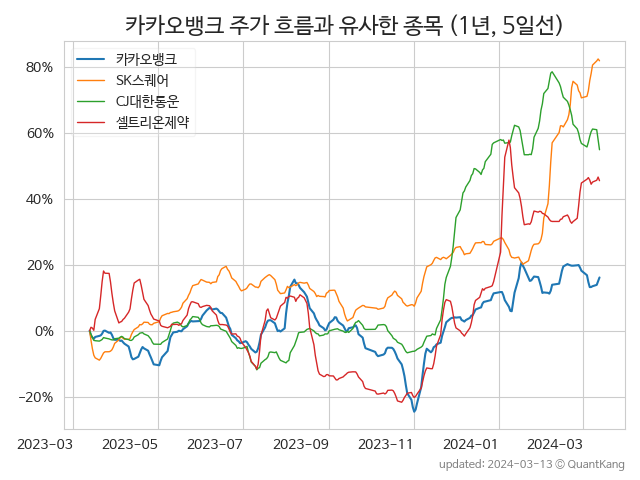 카카오뱅크 주가 흐름과 유사한 종목 (1년, 5일선)
카카오뱅크
SK스퀘어
CJ대한통운
셀트리온제약
80%
60%
40%
20%
0%
−20%
2023-03
2023-05
2023-07
2023-09
2023-11
2024-01
2024-03
updated: 2024-03-13 ⓒ QuantKang